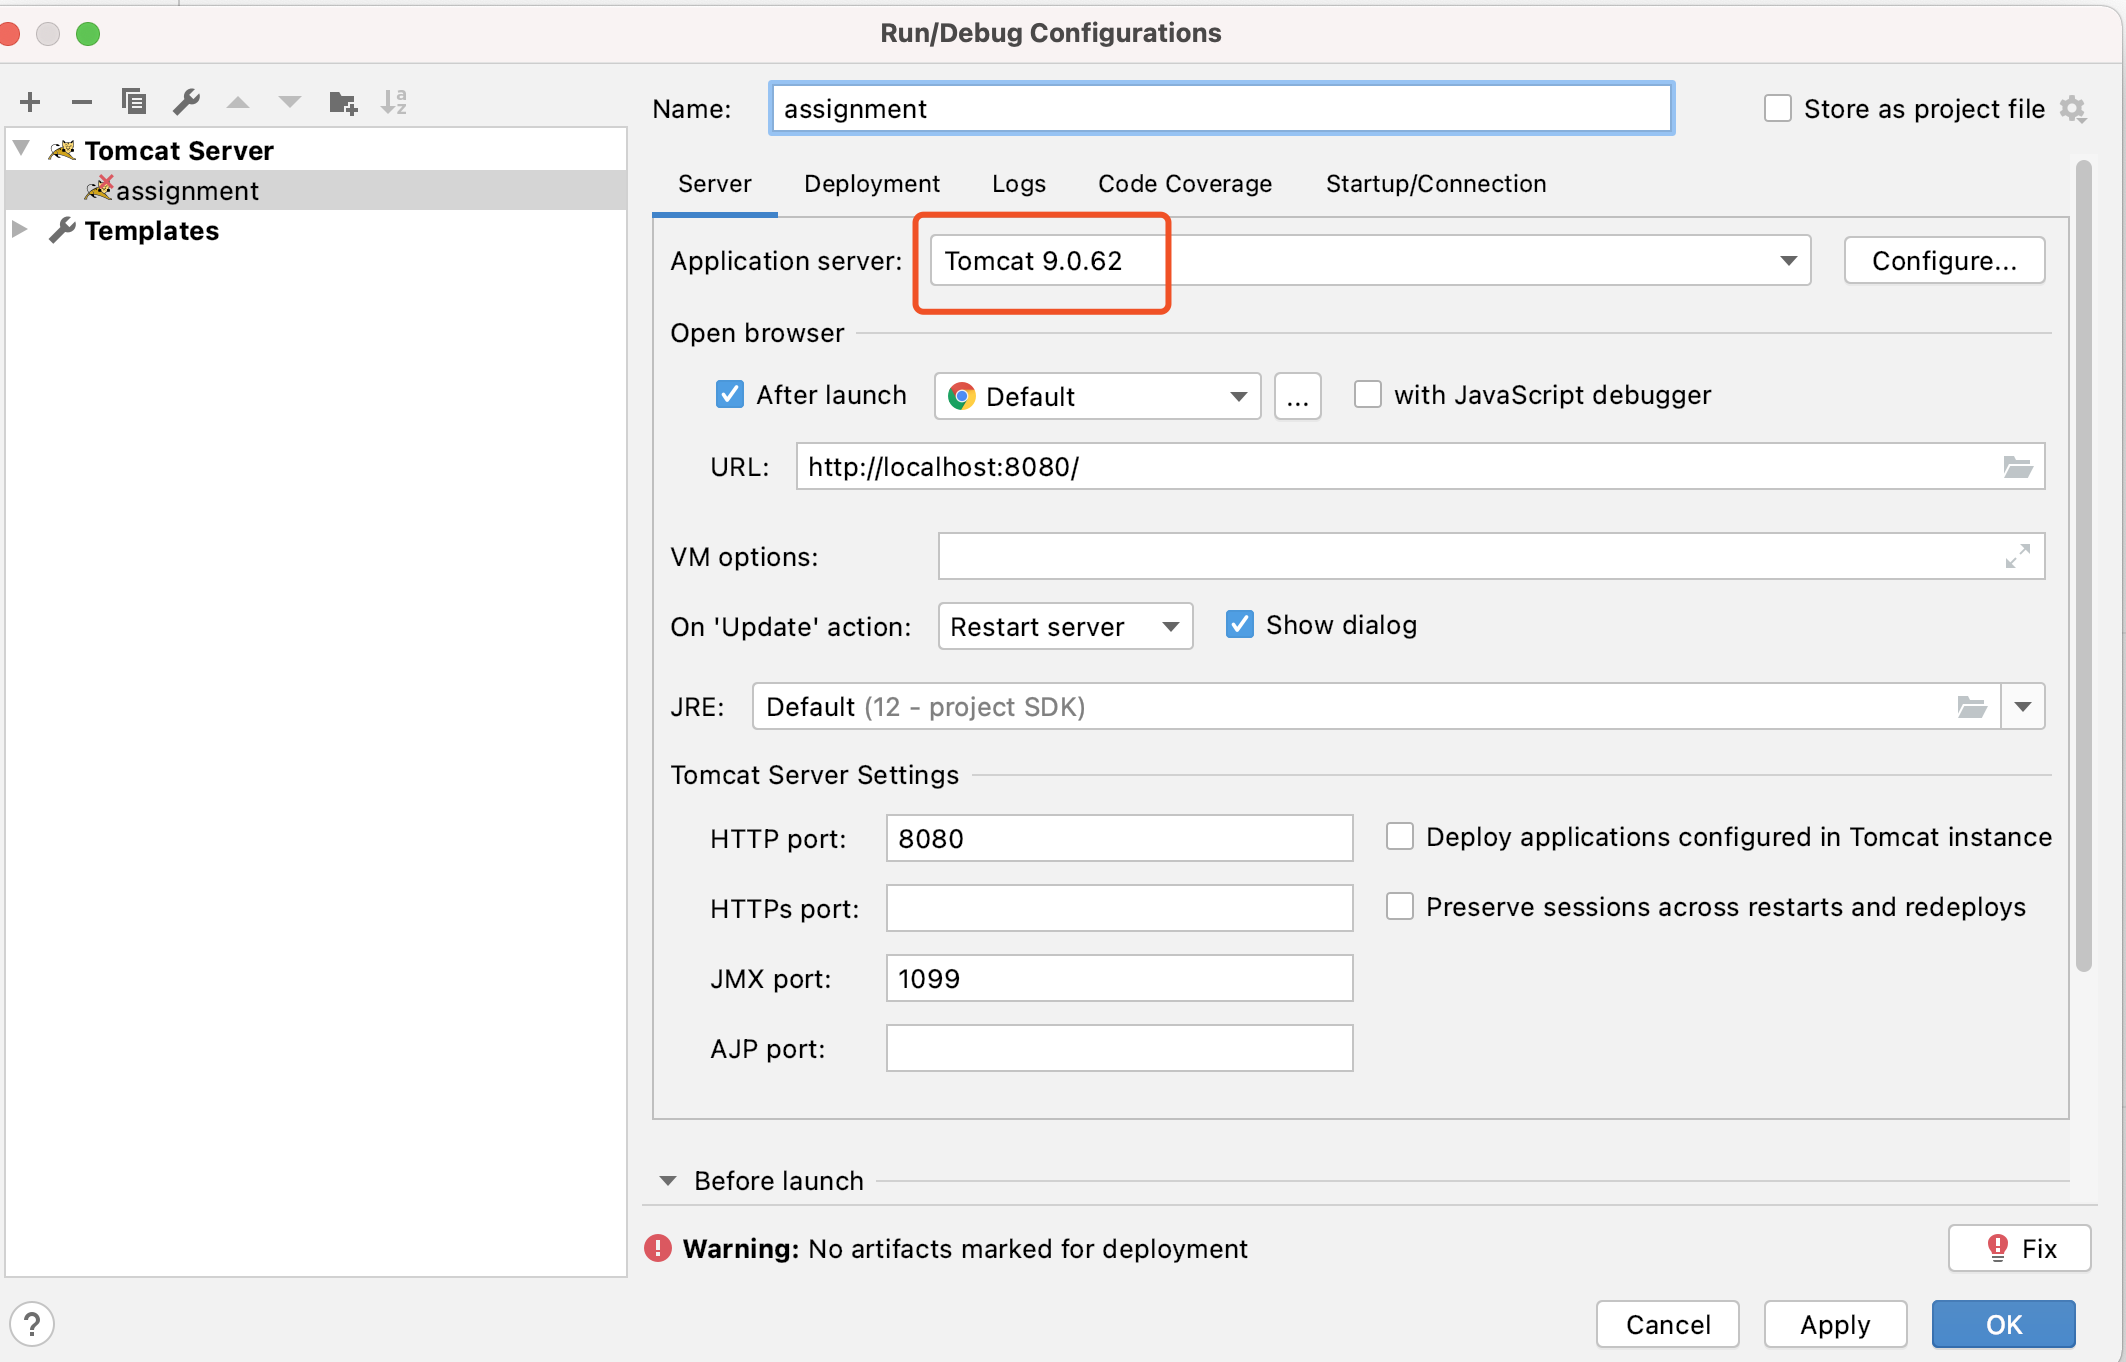 Run/Debug Configurations
Name: assignment Store as project file
Tomcat Server
assignment
Templates
Server Deployment Logs Code Coverage Startup/Connection
Application server: Tomcat 9.0.62 Configure...
Open browser
After launch Default ... with JavaScript debugger
URL: http://localhost:8080/
VM options:
On 'Update' action: Restart server Show dialog
JRE: Default (12 - project SDK)
Tomcat Server Settings
HTTP port: 8080 Deploy applications configured in Tomcat instance
HTTPs port: Preserve sessions across restarts and redeploys
JMX port: 1099
AJP port:
Before launch
Warning: No artifacts marked for deployment Fix
? Cancel Apply OK